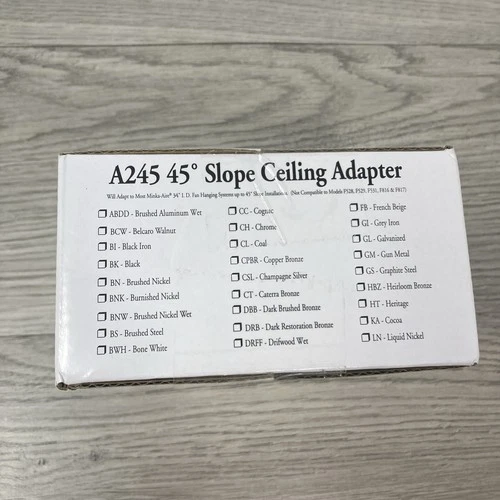 A245 45° Slope Ceiling Adapter
Will Adapt to Most Minka-Aire® 34" I. D. Fan Hanging Systems up to 45° Slope Installation. (Not Compatible to Models F528, F529, F531, F816 & F817)
ABDD - Brushed Aluminum Wet
BCW - Belcaro Walnut
BI - Black Iron
BK - Black
BN - Brushed Nickel
BNK - Burnished Nickel
BNW - Brushed Nickel Wet
BS - Brushed Steel
BWH - Bone White
CC - Cognac
CH - Chrome
CL - Coal
CPBR - Copper Bronze
CSL - Champagne Silver
CT - Caterra Bronze
DBB - Dark Brushed Bronze
DRB - Dark Restoration Bronze
DRFF - Drifwood Wet
FB - French Beige
GI - Grey Iron
GL - Galvanized
GM - Gun Metal
GS - Graphite Steel
HBZ - Heirloom Bronze
HT - Heritage
KA - Cocoa
LN - Liquid Nickel